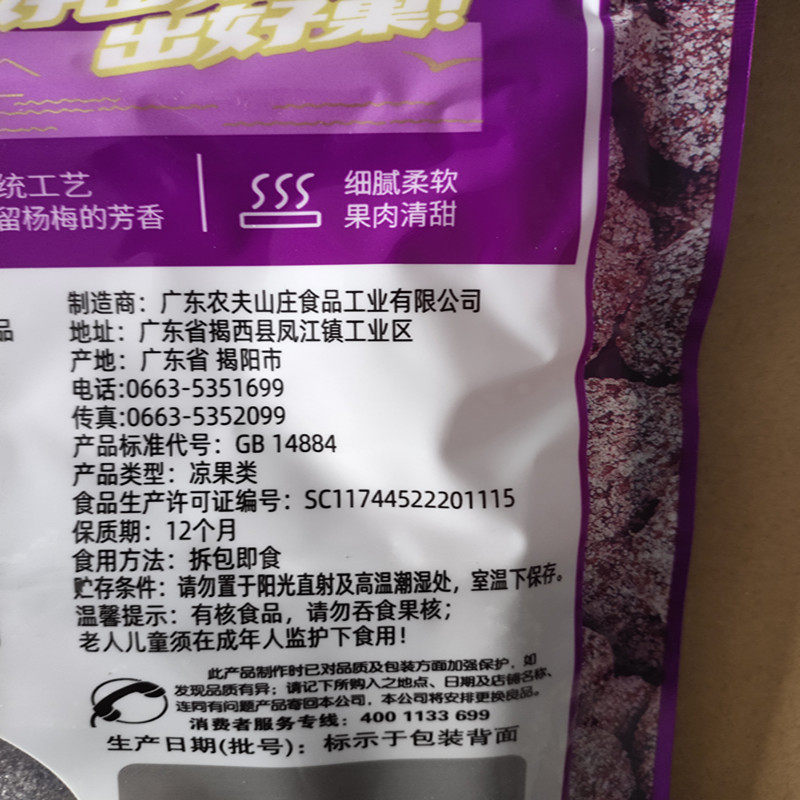 出好果!
统工艺
留杨梅的芳香
细腻柔软
果肉清甜
品
制造商：广东农夫山庄食品工业有限公司
地址：广东省揭西县凤江镇工业区
产地：广东省 揭阳市
电话:0663-5351699
传真:0663-5352099
产品标准代号：GB 14884
产品类型：凉果类
食品生产许可证编号：SC11744522201115
保质期：12个月
食用方法：拆包即食
贮存条件：请勿置于阳光直射及高温潮湿处，室温下保存。
温馨提示：有核食品，请勿吞食果核；
老人儿童须在成年人监护下食用！
此产品制作时已对品质及包装方面加强保护，如
发现品质有异；请记下所购入之地点、日期及店铺名称、
连同有问题产品寄回本公司，本公司将安排更换良品。
消费者服务专线：400 1133 699
生产日期(批号)：标示于包装背面